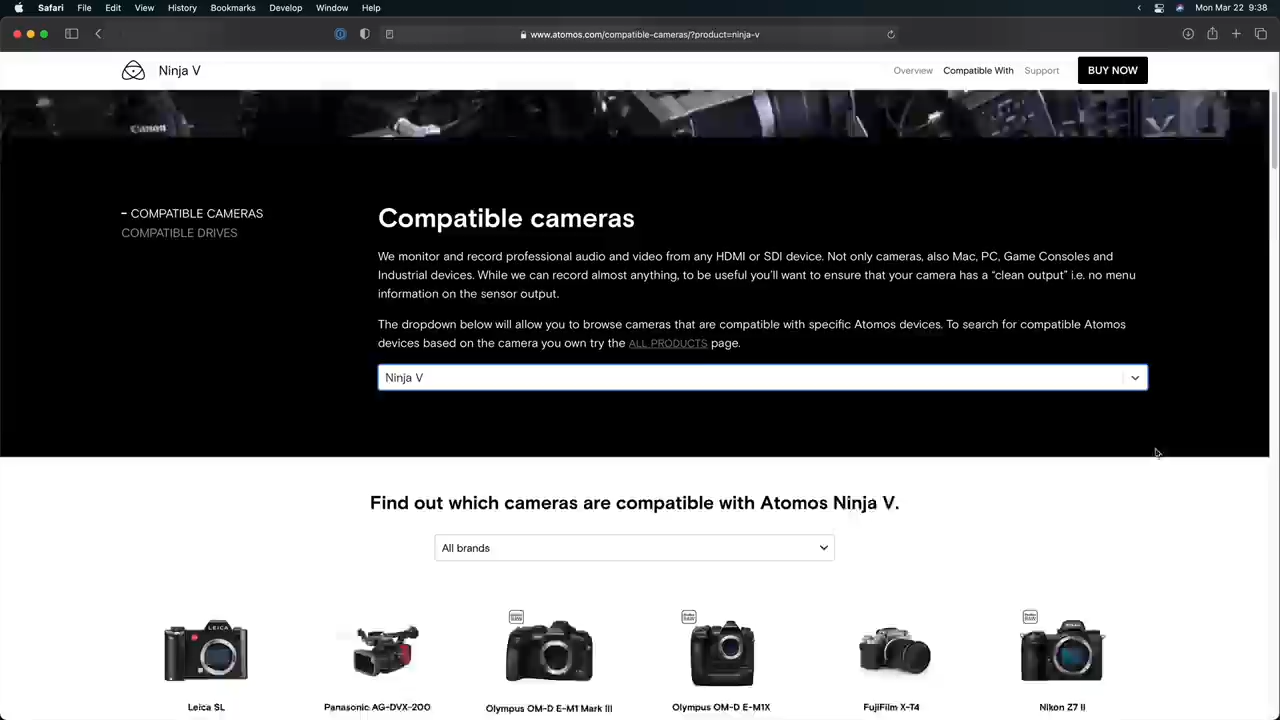 Safari File Edit View History Bookmarks Develop Window Help
Mon Mar 22 9:38
www.atomos.com/compatible-cameras/?product=ninja-v
Ninja V
Overview Compatible With Support BUY NOW
Canon
– COMPATIBLE CAMERAS
COMPATIBLE DRIVES
Compatible cameras
We monitor and record professional audio and video from any HDMI or SDI device. Not only cameras, also Mac, PC, Game Consoles and
Industrial devices. While we can record almost anything, to be useful you'll want to ensure that your camera has a “clean output” i.e. no menu
information on the sensor output.
The dropdown below will allow you to browse cameras that are compatible with specific Atomos devices. To search for compatible Atomos
devices based on the camera you own try the ALL PRODUCTS page.
Ninja V
Find out which cameras are compatible with Atomos Ninja V.
All brands
LEICA
Leica SL
Panasonic AG-DVX-200
Olympus OM-D E-M1 Mark III
Olympus OM-D E-M1X
FujiFilm X-T4
Nikon Z7 II